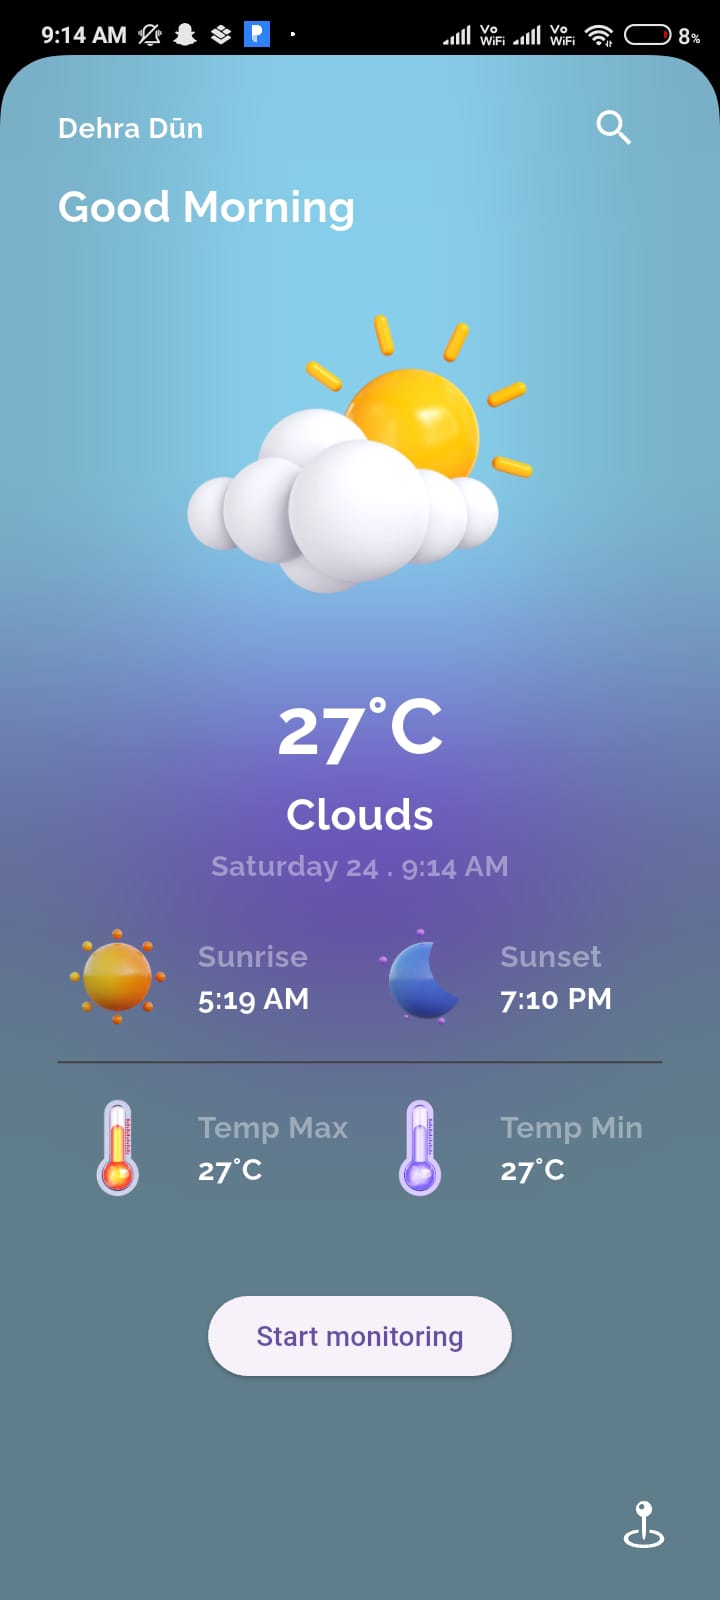 9:14 AM Vo WiFi Vo WiFi 8%
Dehra Dūn
Good Morning
27°C
Clouds
Saturday 24 . 9:14 AM
Sunrise Sunset
5:19 AM 7:10 PM
Temp Max Temp Min
27°C 27°C
Start monitoring